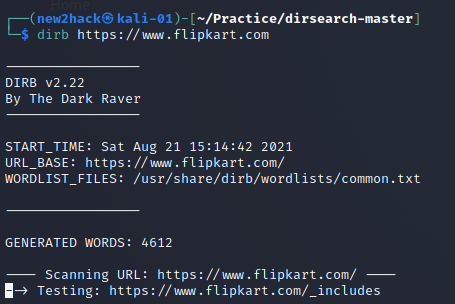 Home
┌──(new2hack㉿kali-01)-[~/Practice/dirsearch-master]
└─$ dirb https://www.flipkart.com
-----------------
DIRB v2.22
By The Dark Raver
-----------------
START_TIME: Sat Aug 21 15:14:42 2021
URL_BASE: https://www.flipkart.com/
WORDLIST_FILES: /usr/share/dirb/wordlists/common.txt
-----------------
GENERATED WORDS: 4612
---- Scanning URL: https://www.flipkart.com/ ----
--> Testing: https://www.flipkart.com/_includes